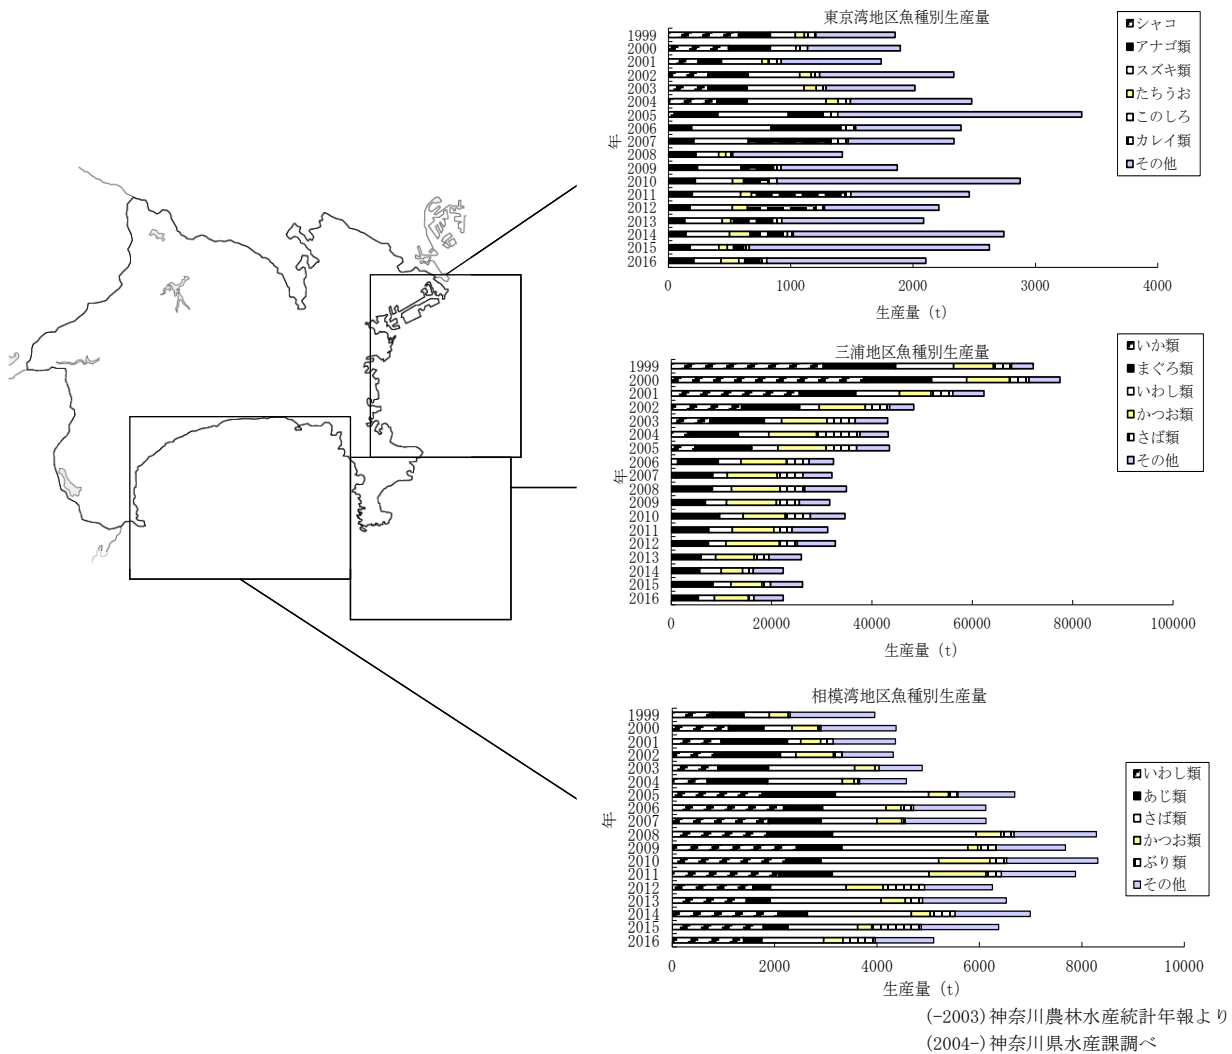 東京湾地区魚種別生産量
1999
2000
2001
2002
2003
2004
2005
2006
2007
2008
2009
2010
2011
2012
2013
2014
2015
2016
年
0 1000 2000 3000 4000
生産量 (t)
シャコ
アナゴ類
スズキ類
たちうお
このしろ
カレイ類
その他
三浦地区魚種別生産量
1999
2000
2001
2002
2003
2004
2005
2006
2007
2008
2009
2010
2011
2012
2013
2014
2015
2016
年
0 20000 40000 60000 80000 100000
生産量 (t)
いか類
まぐろ類
いわし類
かつお類
さば類
その他
相模湾地区魚種別生産量
1999
2000
2001
2002
2003
2004
2005
2006
2007
2008
2009
2010
2011
2012
2013
2014
2015
2016
年
0 2000 4000 6000 8000 10000
生産量 (t)
いわし類
あじ類
さば類
かつお類
ぶり類
その他
(-2003)神奈川農林水産統計年報より
(2004-)神奈川県水産課調べ